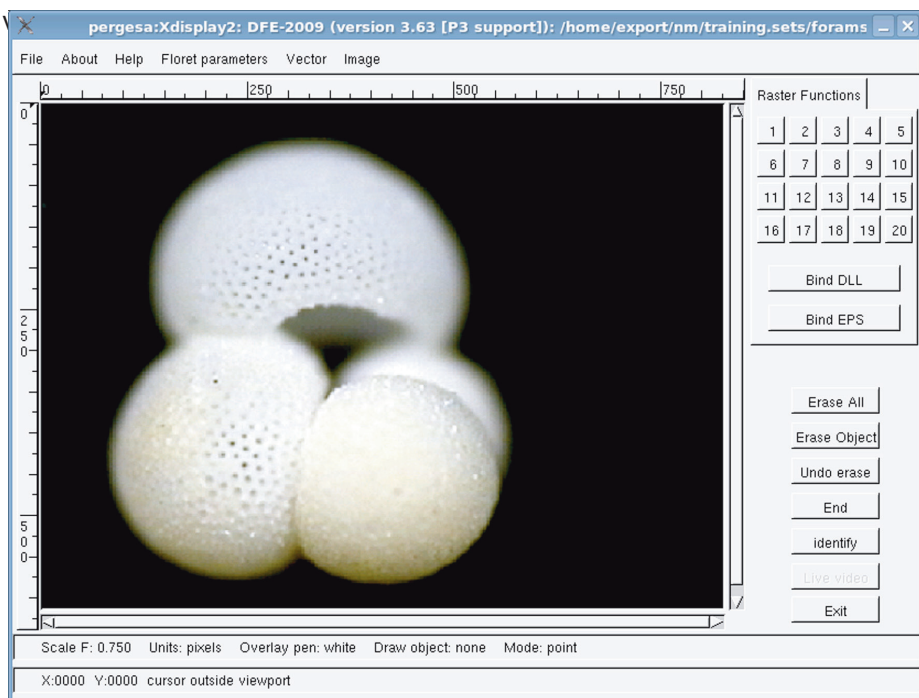 pergesa:Xdisplay2: DFE-2009 (version 3.63 [P3 support]): /home/export/nm/training.sets/forams
File About Help Floret parameters Vector Image
0 250 500 750
Raster Functions
0
1 2 3 4 5
6 7 8 9 10
11 12 13 14 15
16 17 18 19 20
Bind DLL
250
Bind EPS
Erase All
Erase Object
Undo erase
End
500
identify
Live video
Exit
Scale F: 0.750 Units: pixels Overlay pen: white Draw object: none Mode: point
X:0000 Y:0000 cursor outside viewport